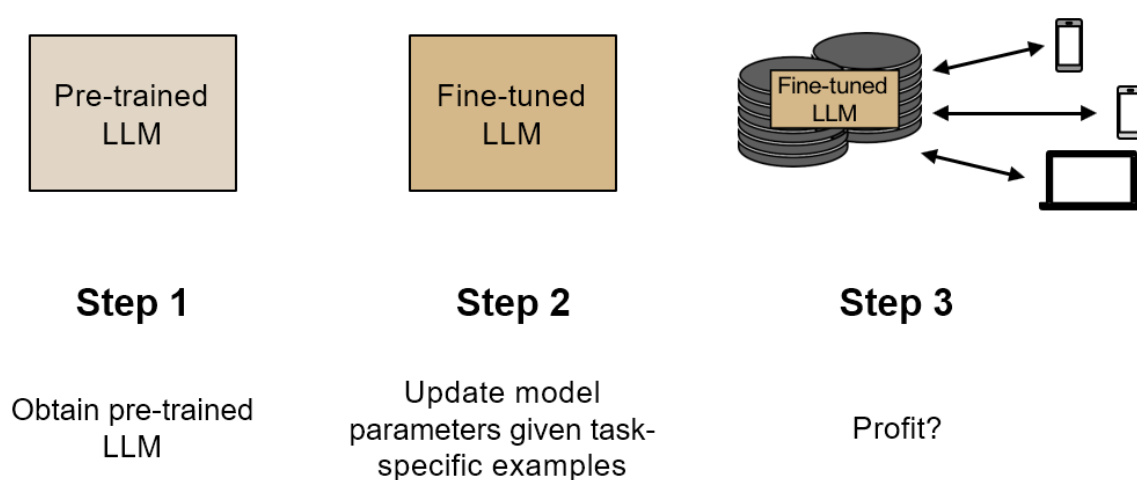 Pre-trained
LLM
Fine-tuned
LLM
Fine-tuned
LLM
Step 1
Step 2
Step 3
Obtain pre-trained
LLM
Update model
parameters given task-
specific examples
Profit?